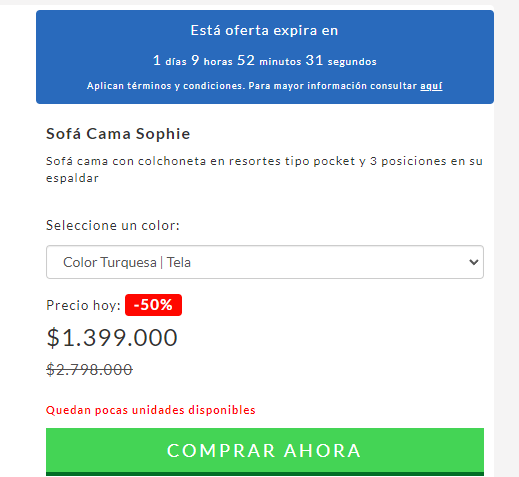 Está oferta expira en
1 días 9 horas 52 minutos 31 segundos
Aplican términos y condiciones. Para mayor información consultar aquí
Sofá Cama Sophie
Sofá cama con colchoneta en resortes tipo pocket y 3 posiciones en su
espaldar
Seleccione un color:
Color Turquesa | Tela
Precio hoy: -50%
$1.399.000
$2.798.000
Quedan pocas unidades disponibles
COMPRAR AHORA